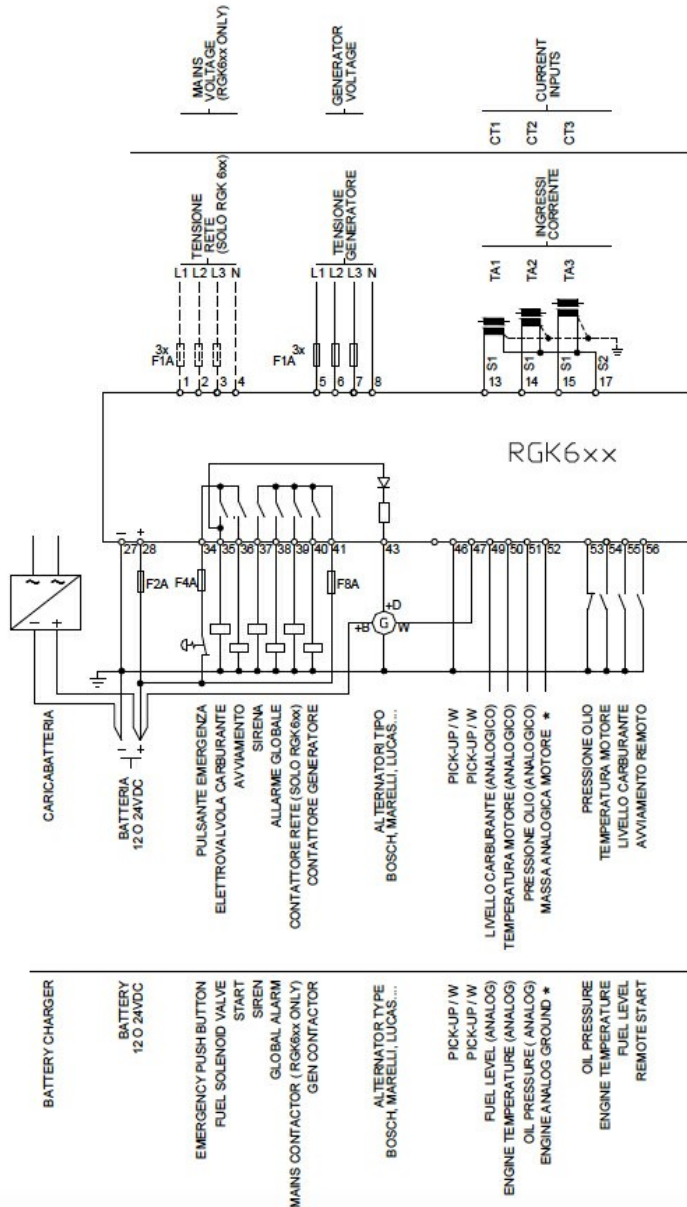 MAINS
VOLTAGE
(RGK6xx ONLY)
GENERATOR
VOLTAGE
CURRENT
INPUTS
CT1
CT2
CT3
TENSIONE
RETE
(SOLO RGK 6xx)
TENSIONE
GENERATORE
INGRESSI
CORRENTE
TA1
TA2
TA3
L1
L2
L3
N
L1
L2
L3
N
3x
F1A
3x
F1A
S1
S1
S1
S2
1
2
3
4
5
6
7
8
13
14
15
17
RGK6xx
27
28
34
35
36
37
38
39
40
41
43
46
47
49
50
51
52
53
54
55
56
F2A
F4A
F8A
+D
+B
G
W
CARICABATTERIA
BATTERIA
12 O 24VDC
PULSANTE EMERGENZA
ELETTROVALVOLA CARBURANTE
AVVIAMENTO
SIRENA
ALLARME GLOBALE
CONTATTORE RETE (SOLO RGK6xx)
CONTATTORE GENERATORE
ALTERNATORI TIPO
BOSCH, MARELLI, LUCAS....
PICK-UP / W
PICK-UP / W
LIVELLO CARBURANTE (ANALOGICO)
TEMPERATURA MOTORE (ANALOGICO)
PRESSIONE OLIO (ANALOGICO)
MASSA ANALOGICA MOTORE *
PRESSIONE OLIO
TEMPERATURA MOTORE
LIVELLO CARBURANTE
AVVIAMENTO REMOTO
BATTERY CHARGER
BATTERY
12 O 24VDC
EMERGENCY PUSH BUTTON
FUEL SOLENOID VALVE
START
SIREN
GLOBAL ALARM
MAINS CONTACTOR ( RGK6xx ONLY)
GEN CONTACTOR
ALTERNATOR TYPE
BOSCH, MARELLI, LUCAS....
PICK-UP / W
PICK-UP / W
FUEL LEVEL (ANALOG)
ENGINE TEMPERATURE (ANALOG)
OIL PRESSURE ( ANALOG)
ENGINE ANALOG GROUND *
OIL PRESSURE
ENGINE TEMPERATURE
FUEL LEVEL
REMOTE START